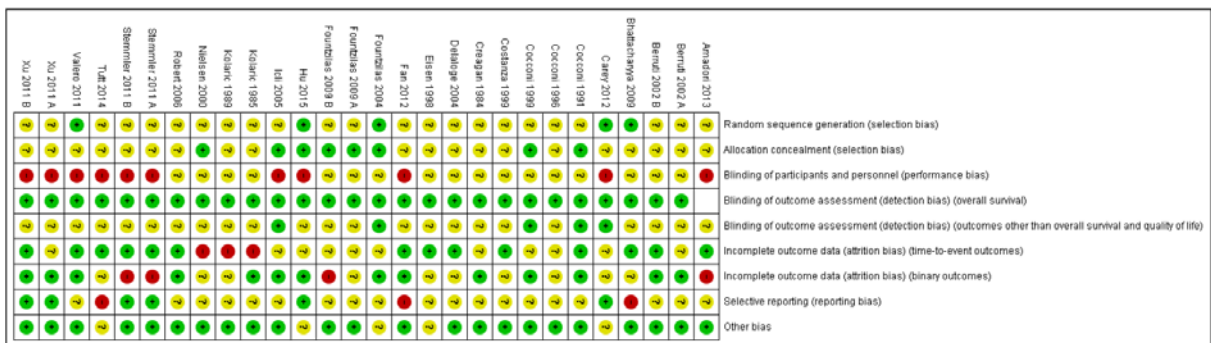 Xu 2011 B
Xu 2011 A
Valero 2011
Tutt 2014
Stemmler 2011 B
Stemmler 2011 A
Robert 2006
Nielsen 2000
Kolaric 1989
Kolaric 1985
Icli 2005
Hu 2015
Fountzilas 2009 B
Fountzilas 2009 A
Fountzilas 2004
Fan 2012
Eisen 1998
Delaloge 2004
Creagan 1984
Costanza 1999
Cocconi 1999
Cocconi 1996
Cocconi 1991
Carey 2012
Bhattacharyya 2009
Berruti 2002 B
Berruti 2002 A
Amadori 2013
Random sequence generation (selection bias)
Allocation concealment (selection bias)
Blinding of participants and personnel (performance bias)
Blinding of outcome assessment (detection bias) (overall survival)
Blinding of outcome assessment (detection bias) (outcomes other than overall survival and quality of life)
Incomplete outcome data (attrition bias) (time-to-event outcomes)
Incomplete outcome data (attrition bias) (binary outcomes)
Selective reporting (reporting bias)
Other bias